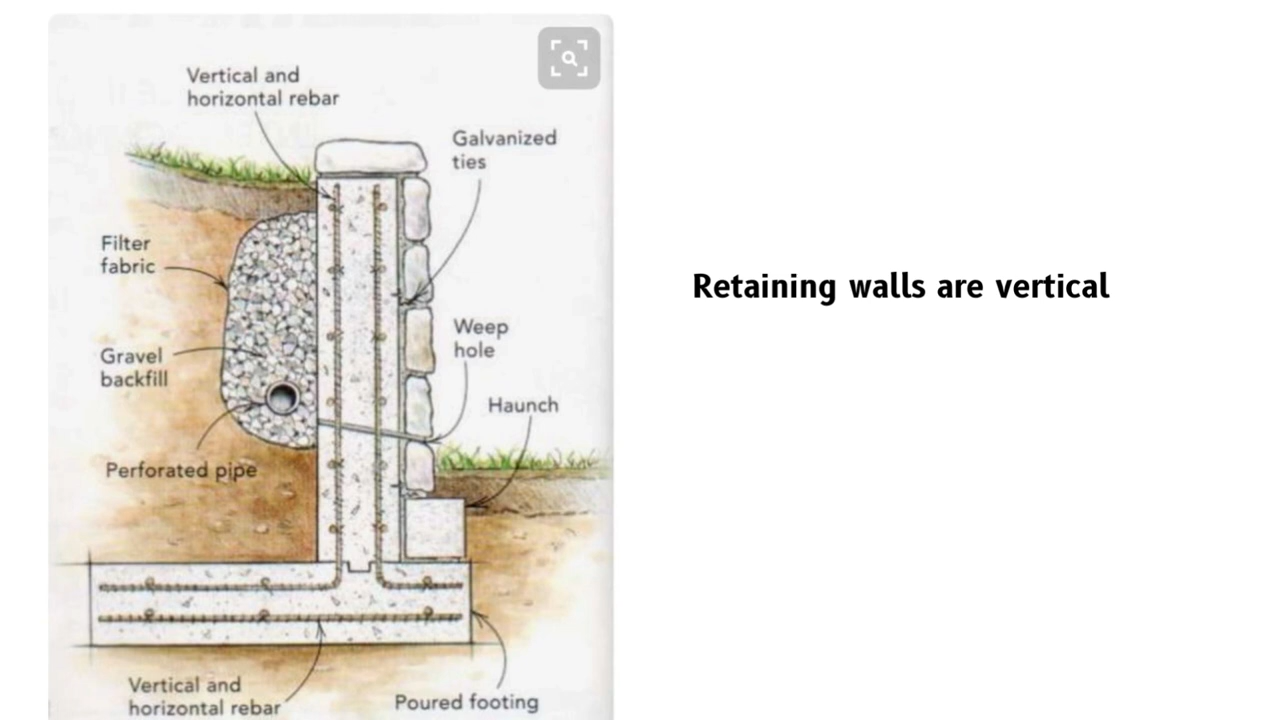 Vertical and
horizontal rebar
Galvanized
ties
Filter
fabric
Weep
hole
Gravel
backfill
Haunch
Perforated pipe
Vertical and
horizontal rebar
Poured footing
Retaining walls are vertical